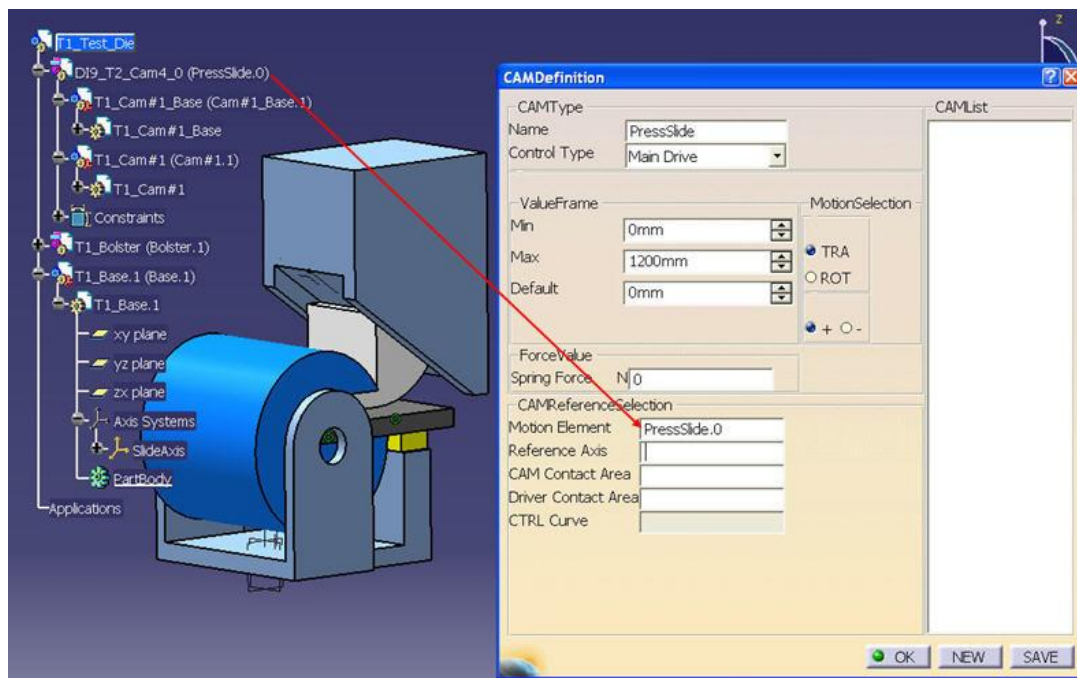 T1_Test_Die
DI9_T2_Cam4_0 (PressSlide.0)
T1_Cam#1_Base (Cam#1_Base.1)
T1_Cam#1_Base
T1_Cam#1 (Cam#1.1)
T1_Cam#1
Constraints
T1_Bolster (Bolster.1)
T1_Base.1 (Base.1)
T1_Base.1
xy plane
yz plane
zx plane
Axis Systems
SlideAxis
PartBody
Applications
z
CAMDefinition
CAMType
Name PressSlide
Control Type Main Drive
ValueFrame
Min 0mm
Max 1200mm
Default 0mm
MotionSelection
TRA
ROT
+ -
ForceValue
Spring Force N 0
CAMReferenceSelection
Motion Element PressSlide.0
Reference Axis
CAM Contact Area
Driver Contact Area
CTRL Curve
CAMList
OK NEW SAVE